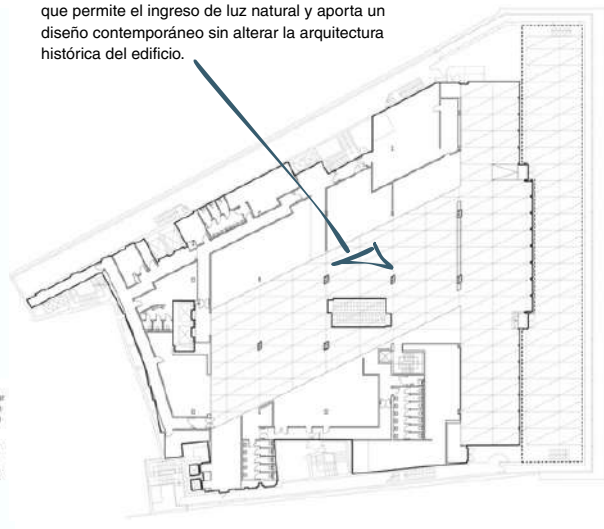 que permite el ingreso de luz natural y aporta un
diseño contemporáneo sin alterar la arquitectura
histórica del edificio.